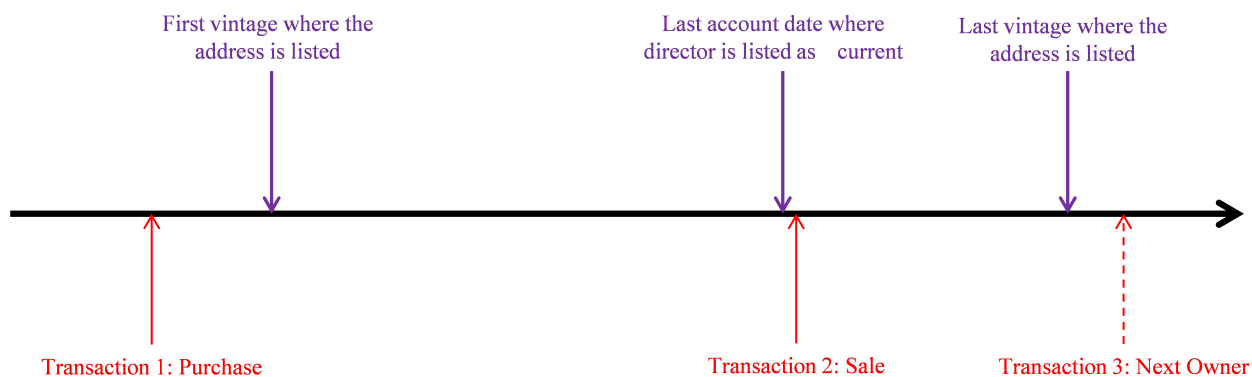 First vintage where the
address is listed
Last account date where
director is listed as current
Last vintage where the
address is listed
Transaction 1: Purchase
Transaction 2: Sale
Transaction 3: Next Owner